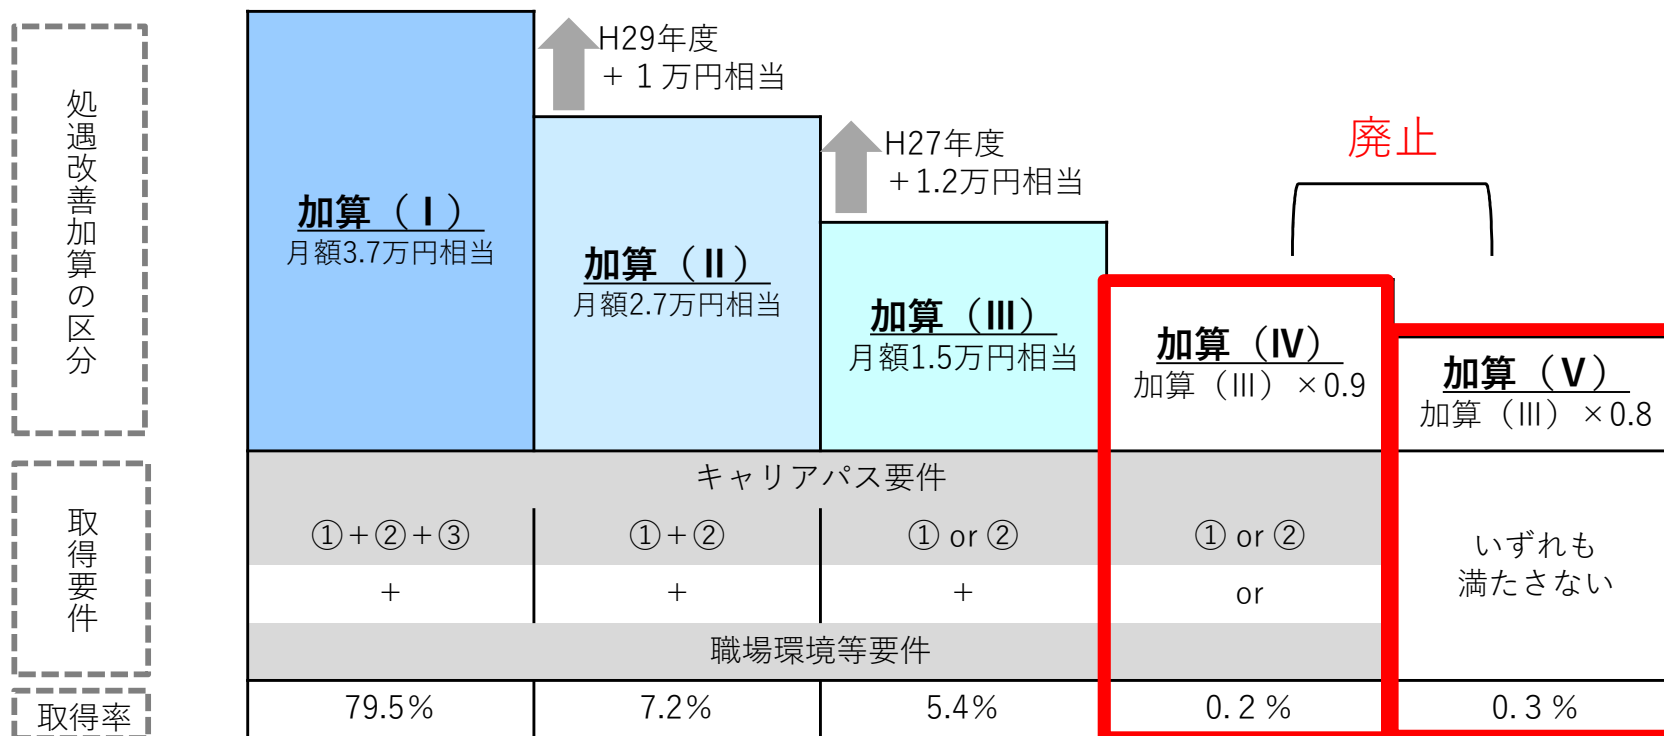 処遇改善加算の区分
H29年度
+１万円相当
H27年度
+1.2万円相当
廃止
加算（Ⅰ）
月額3.7万円相当
加算（Ⅱ）
月額2.7万円相当
加算（Ⅲ）
月額1.5万円相当
加算（Ⅳ）
加算（Ⅲ）×0.9
加算（Ⅴ）
加算（Ⅲ）×0.8
取得要件
キャリアパス要件
①+②+③
①+②
① or ②
① or ②
いずれも
満たさない
+
+
+
or
職場環境等要件
取得率
79.5%
7.2%
5.4%
0.2%
0.3%